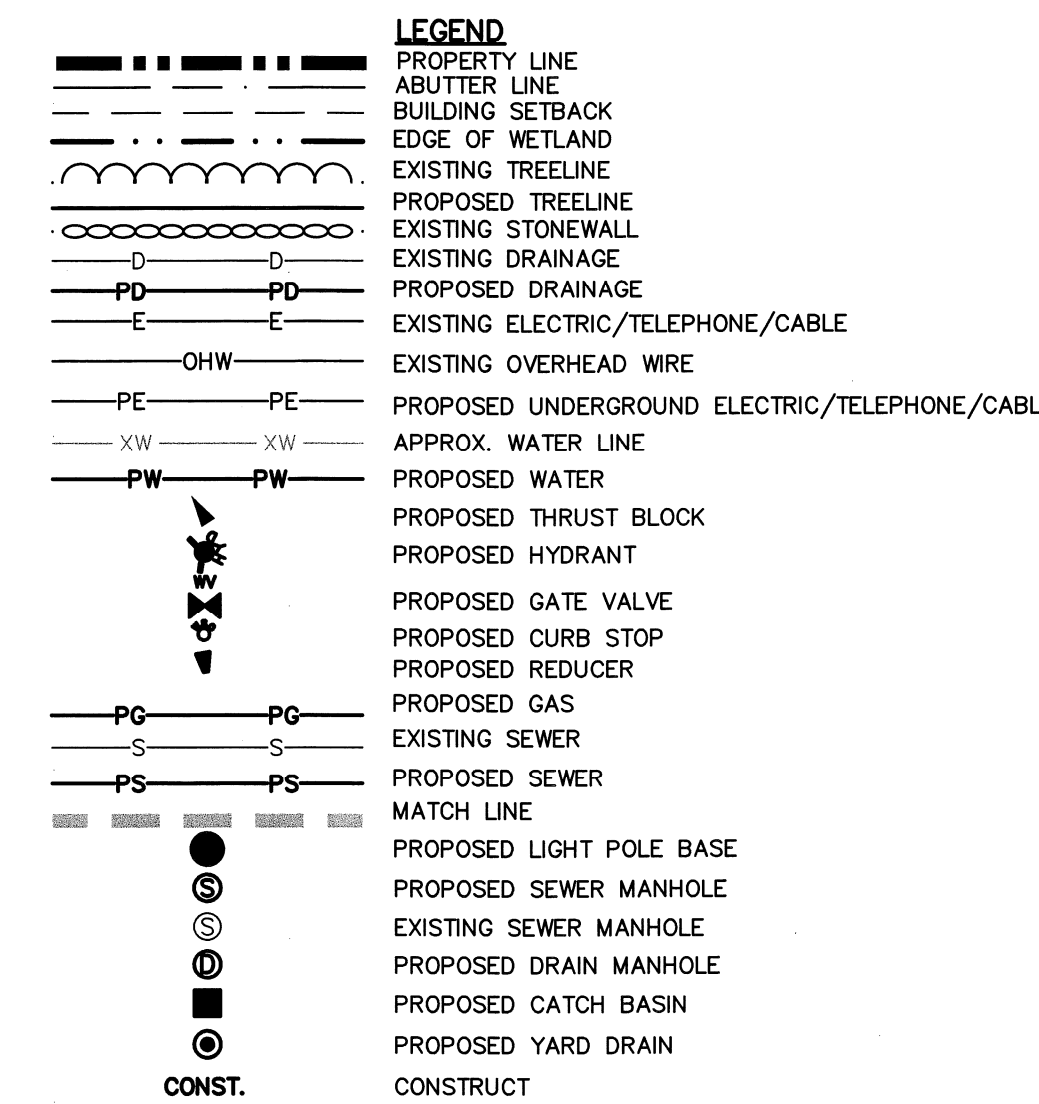 LEGEND
PROPERTY LINE
ABUTTER LINE
BUILDING SETBACK
EDGE OF WETLAND
EXISTING TREELINE
PROPOSED TREELINE
EXISTING STONEWALL
D D EXISTING DRAINAGE
PD PD PROPOSED DRAINAGE
E E EXISTING ELECTRIC/TELEPHONE/CABLE
OHW EXISTING OVERHEAD WIRE
PE PE PROPOSED UNDERGROUND ELECTRIC/TELEPHONE/CABL
XW XW APPROX. WATER LINE
PW PW PROPOSED WATER
PROPOSED THRUST BLOCK
PROPOSED HYDRANT
WV
PROPOSED GATE VALVE
PROPOSED CURB STOP
PROPOSED REDUCER
PG PG PROPOSED GAS
S S EXISTING SEWER
PS PS PROPOSED SEWER
MATCH LINE
PROPOSED LIGHT POLE BASE
S PROPOSED SEWER MANHOLE
S EXISTING SEWER MANHOLE
D PROPOSED DRAIN MANHOLE
PROPOSED CATCH BASIN
PROPOSED YARD DRAIN
CONST. CONSTRUCT